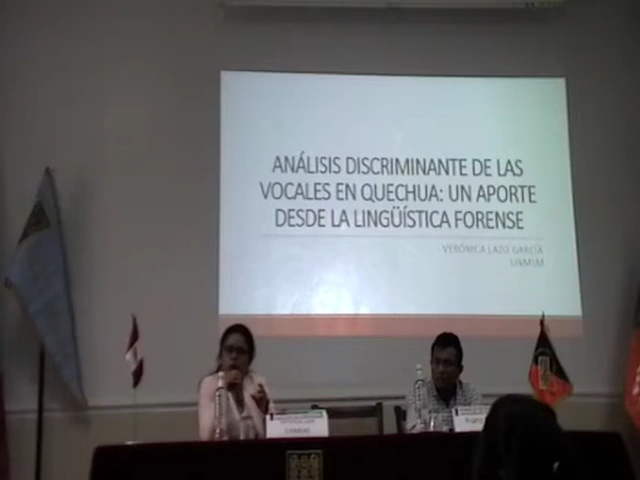 ANÁLISIS DISCRIMINANTE DE LAS
VOCALES EN QUECHUA: UN APORTE
DESDE LA LINGÜÍSTICA FORENSE
VERÓNICA LAZO GARCÍA
UNMSM